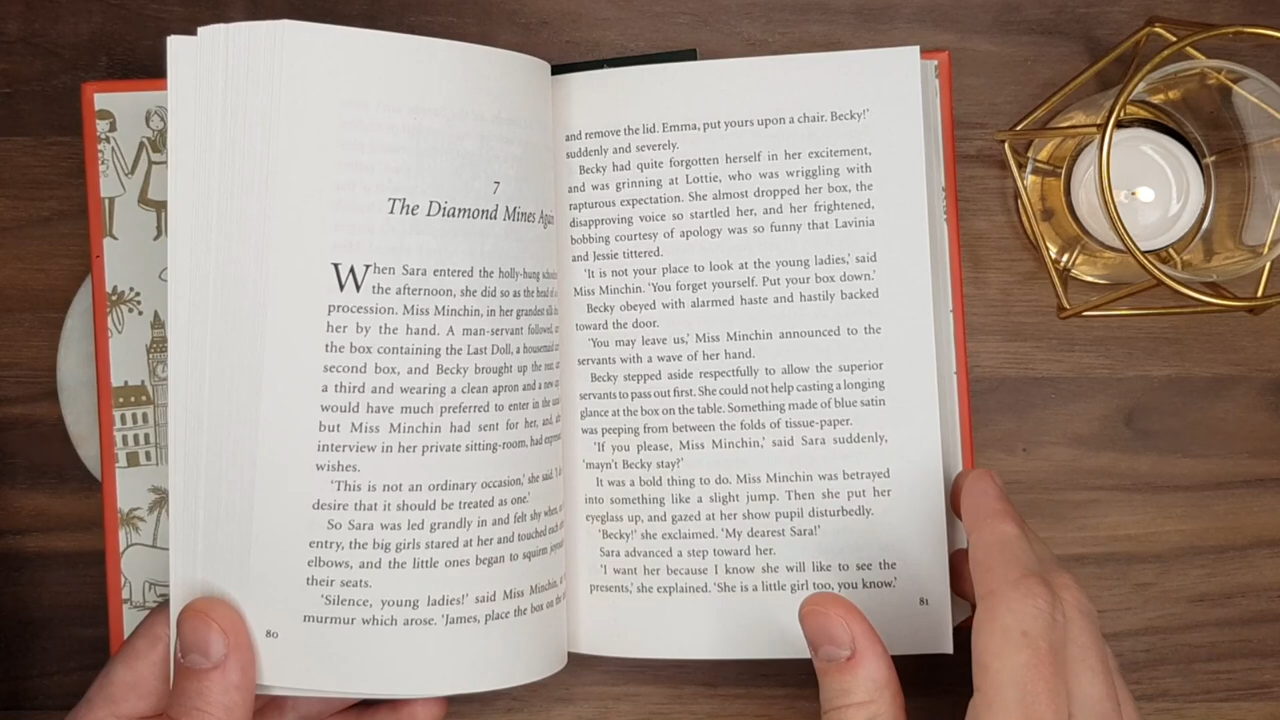 7
The Diamond Mines Again
When Sara entered the holly-hung
the afternoon, she did so as the head of a
procession. Miss Minchin, in her grandest silk
her by the hand. A man-servant followed,
the box containing the Last Doll, a housemaid
second box, and Becky brought up the rear,
a third and wearing a clean apron and a new
would have much preferred to enter in the
but Miss Minchin had sent for her, and,
interview in her private sitting-room, had
wishes.
'This is not an ordinary occasion,' she said. 'I
desire that it should be treated as one.'
So Sara was led grandly in and felt shy when,
entry, the big girls stared at her and touched each
elbows, and the little ones began to squirm
their seats.
'Silence, young ladies!' said Miss Minchin,
murmur which arose. 'James, place the box on the
80
and remove the lid. Emma, put yours upon a chair. Becky!'
suddenly and severely.
Becky had quite forgotten herself in her excitement,
and was grinning at Lottie, who was wriggling with
rapturous expectation. She almost dropped her box, the
disapproving voice so startled her, and her frightened,
bobbing courtesy of apology was so funny that Lavinia
and Jessie tittered.
'It is not your place to look at the young ladies,' said
Miss Minchin. 'You forget yourself. Put your box down.'
Becky obeyed with alarmed haste and hastily backed
toward the door.
'You may leave us,' Miss Minchin announced to the
servants with a wave of her hand.
Becky stepped aside respectfully to allow the superior
servants to pass out first. She could not help casting a longing
glance at the box on the table. Something made of blue satin
was peeping from between the folds of tissue-paper.
'If you please, Miss Minchin,' said Sara suddenly,
'mayn't Becky stay?'
It was a bold thing to do. Miss Minchin was betrayed
into something like a slight jump. Then she put her
eyeglass up, and gazed at her show pupil disturbedly.
'Becky!' she exclaimed. 'My dearest Sara!'
Sara advanced a step toward her.
'I want her because I know she will like to see the
presents,' she explained. 'She is a little girl too, you know.'
81